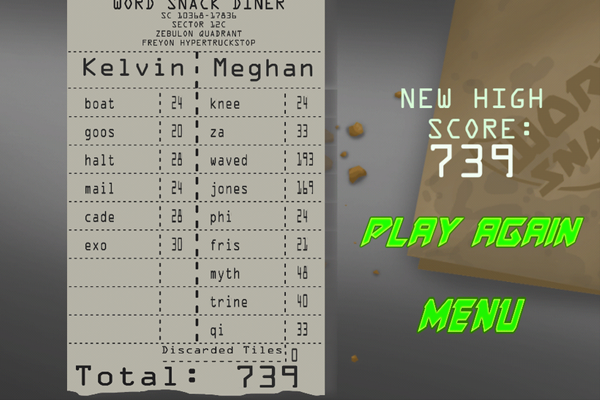 WORD SNACK DINER
SC 10368-17836
SECTOR 12C
ZEBULON QUADRANT
FREYON HYPERTRUCKSTOP
Kelvin Meghan
boat 24 knee 24
goos 20 za 33
halt 28 waved 193
mail 24 jones 169
cade 28 phi 24
exo 30 fris 21
myth 48
trine 40
qi 33
Discarded Tiles: 0
Total: 739
NEW HIGH
SCORE:
739
PLAY AGAIN
MENU